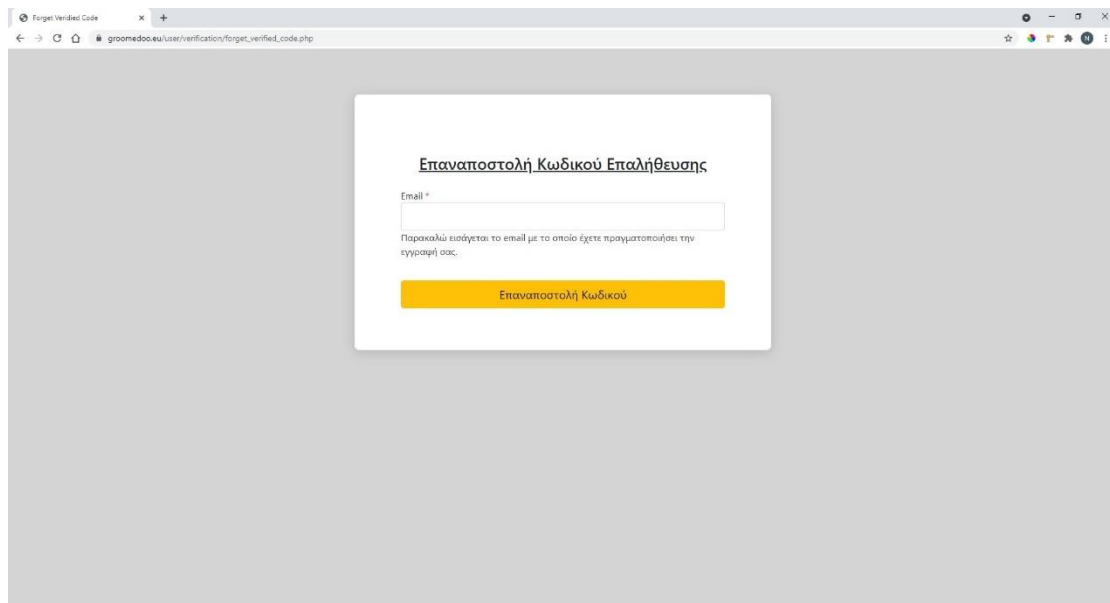 Forget Veridied Code
groomedoo.eu/user/verification/forget_verified_code.php
N
Επαναποστολή Κωδικού Επαλήθευσης
Email *
Παρακαλώ εισάγεται το email με το οποίο έχετε πραγματοποιήσει την
εγγραφή σας.
Επαναποστολή Κωδικού